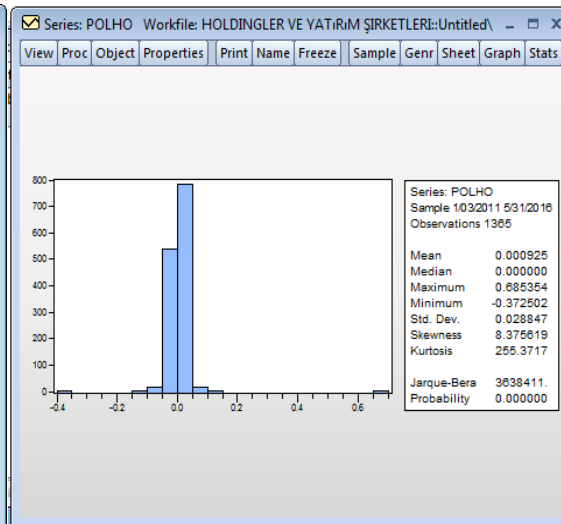 Series: POLHO Workfile: HOLDINGLER VE YATıRıM ŞIRKETLERI::Untitled\
View Proc Object Properties Print Name Freeze Sample Genr Sheet Graph Stats
800
700
600
500
400
300
200
100
0
-0.4 -0.2 0.0 0.2 0.4 0.6
Series: POLHO
Sample 1/03/2011 5/31/2016
Observations 1365
Mean 0.000925
Median 0.000000
Maximum 0.685354
Minimum -0.372502
Std. Dev. 0.028847
Skewness 8.375619
Kurtosis 255.3717
Jarque-Bera 3638411.
Probability 0.000000